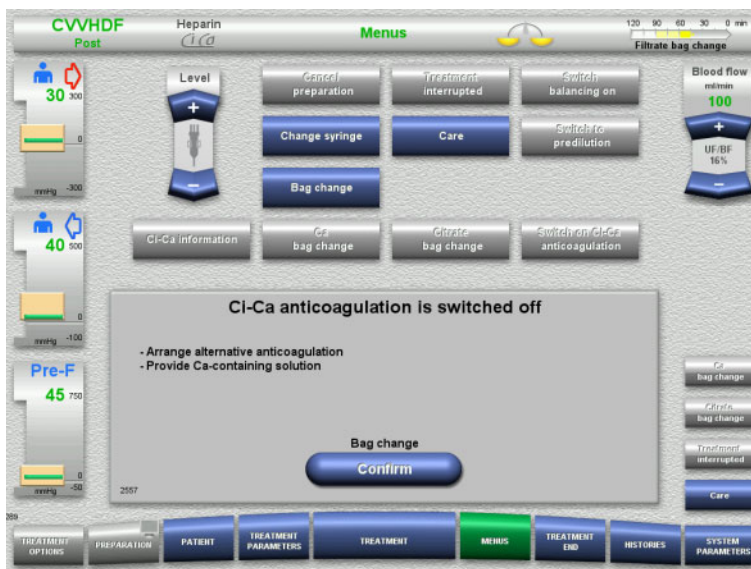 CVVHDF
Post
Heparin
Ci Ca
Menus
120 90 60 30 0 min
Filtrate bag change
30 300
0
mmHg -300
40 500
0
mmHg -100
Pre-F
45 750
0
mmHg -50
Level
+
−
Cancel
preparation
Treatment
interrupted
Switch
balancing on
Change syringe
Care
Switch to
predilution
Bag change
Blood flow
ml/min
100
+
UF/BF
16%
−
Ci-Ca information
Ca
bag change
Citrate
bag change
Switch on Ci-Ca
anticoagulation
Ci-Ca anticoagulation is switched off
- Arrange alternative anticoagulation
- Provide Ca-containing solution
Bag change
Confirm
2557
Ca
bag change
Citrate
bag change
Treatment
interrupted
Care
269
TREATMENT
OPTIONS
PREPARATION
PATIENT
TREATMENT
PARAMETERS
TREATMENT
MENUS
TREATMENT
END
HISTORIES
SYSTEM
PARAMETERS